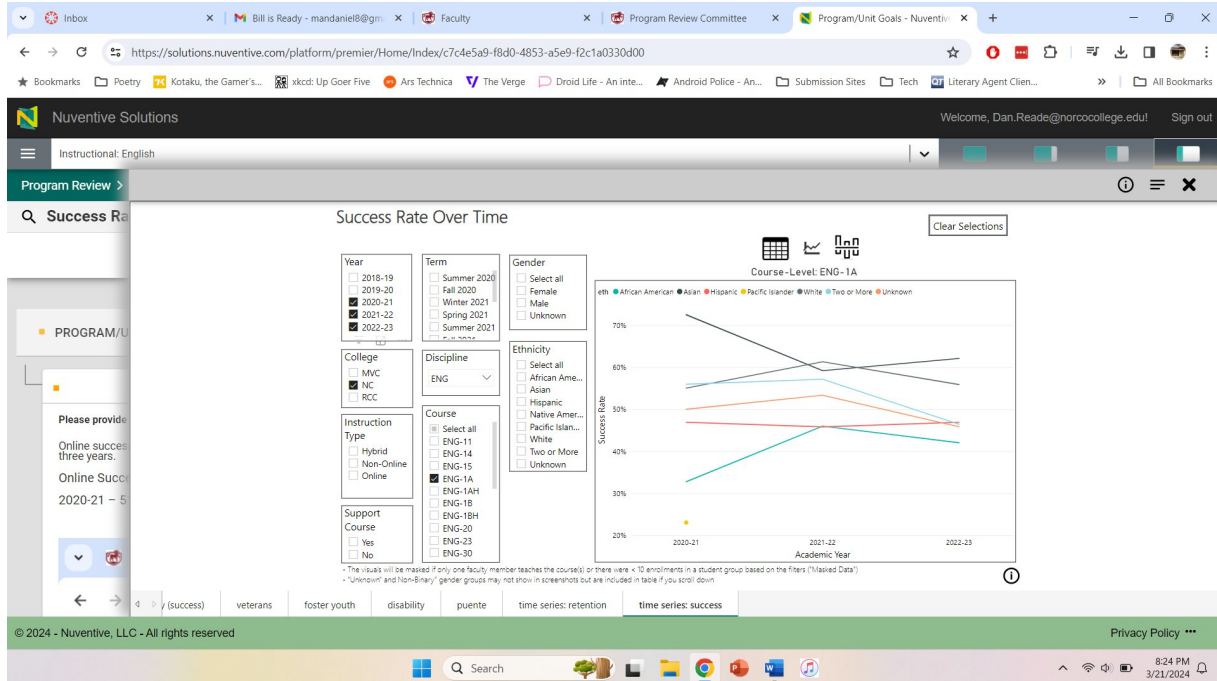 Inbox
Bill is Ready - mandaniel8@gm
Faculty
Program Review Committee
Program/Unit Goals - Nuventiv
https://solutions.nuventive.com/platform/premier/Home/Index/c7c4e5a9-f8d0-4853-a5e9-f2c1a0330d00
Bookmarks Poetry Kotaku, the Gamer's... xkcd: Up Goer Five Ars Technica The Verge Droid Life - An inte... Android Police - An... Submission Sites Tech Literary Agent Clien... » All Bookmarks
Nuventive Solutions
Welcome, Dan.Reade@norcocollege.edu! Sign out
Instructional: English
Program Review >
Success Ra
PROGRAM/U
Please provide
Online succes
three years.
Online Succe
2020-21 – 5
Success Rate Over Time
Clear Selections
Year
2018-19
2019-20
2020-21
2021-22
2022-23
Term
Summer 2020
Fall 2020
Winter 2021
Spring 2021
Summer 2021
Fall 2021
Gender
Select all
Female
Male
Unknown
College
MVC
NC
RCC
Discipline
ENG
Ethnicity
Select all
African Ame...
Asian
Hispanic
Native Amer...
Pacific Islan...
White
Two or More
Unknown
Instruction
Type
Hybrid
Non-Online
Online
Course
Select all
ENG-11
ENG-14
ENG-15
ENG-1A
ENG-1AH
ENG-1B
ENG-1BH
ENG-20
ENG-23
ENG-30
Support
Course
Yes
No
Course-Level: ENG-1A
eth African American Asian Hispanic Pacific Islander White Two or More Unknown
70%
60%
50%
40%
30%
20%
Success Rate
2020-21 2021-22 2022-23
Academic Year
- The visuals will be masked if only one faculty member teaches the course(s) or there were < 10 enrollments in a student group based on the filters ("Masked Data")
- "Unknown" and Non-Binary" gender groups may not show in screenshots but are included in table if you scroll down
y (success) veterans foster youth disability puente time series: retention time series: success
© 2024 - Nuventive, LLC - All rights reserved
Privacy Policy •••
Search
8:24 PM
3/21/2024